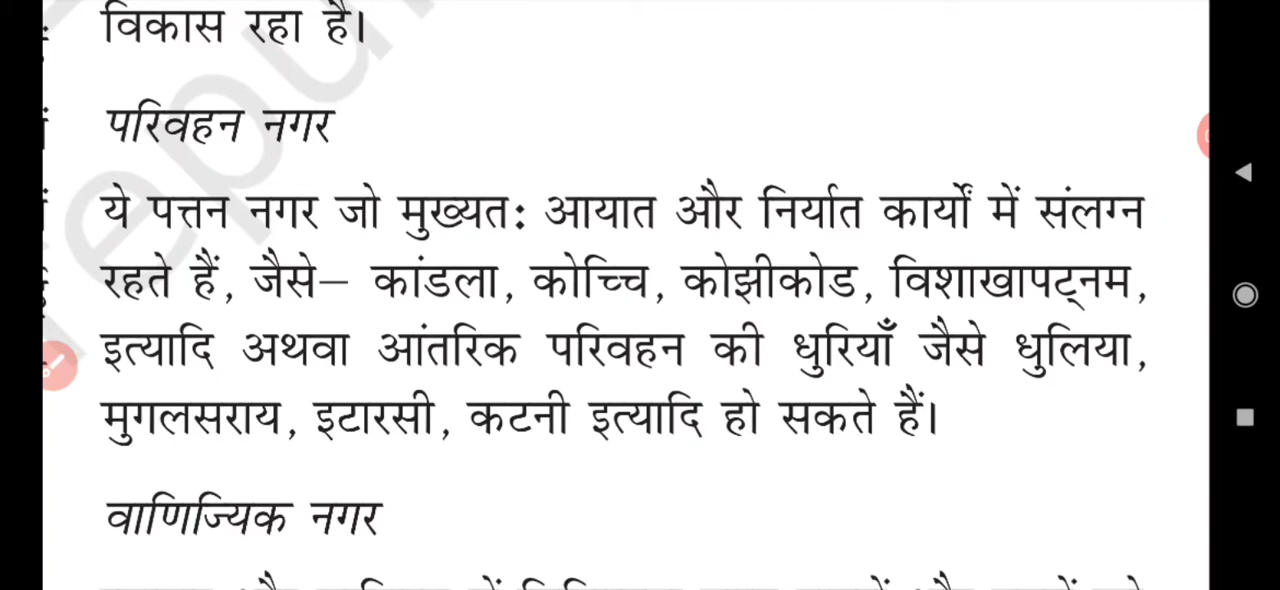 विकास रहा है।
परिवहन नगर
ये पत्तन नगर जो मुख्यतः आयात और निर्यात कार्यों में संलग्न
रहते हैं, जैसे– कांडला, कोच्चि, कोझीकोड, विशाखापट्नम,
इत्यादि अथवा आंतरिक परिवहन की धुरियाँ जैसे धुलिया,
मुगलसराय, इटारसी, कटनी इत्यादि हो सकते हैं।
वाणिज्यिक नगर